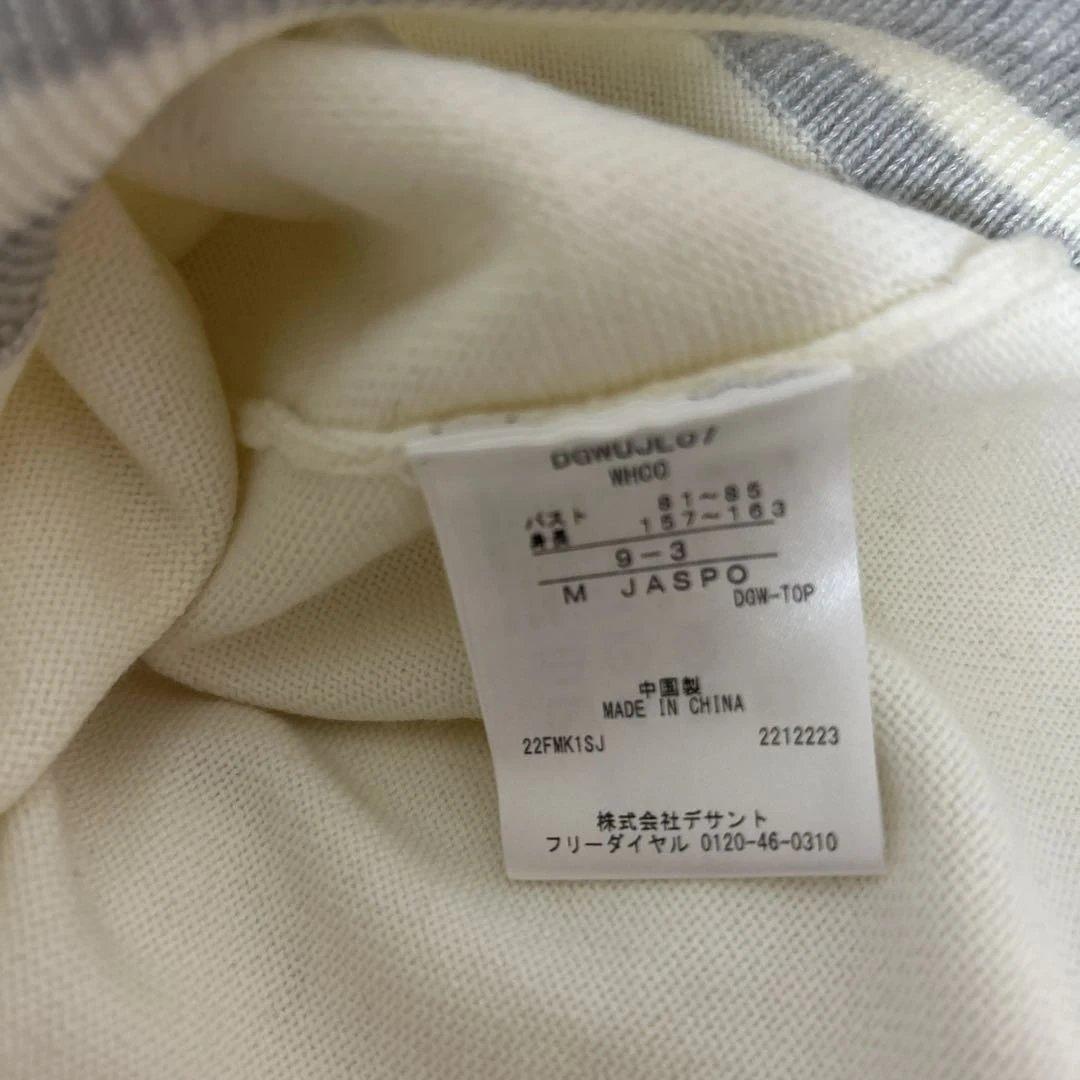 DGWUJL07
WHC0
バスト 81～85
身長 157～163
9-3
M JASPO
DGW-TOP
中国製
MADE IN CHINA
22FMK1SJ 2212223
株式会社デサント
フリーダイヤル 0120-46-0310